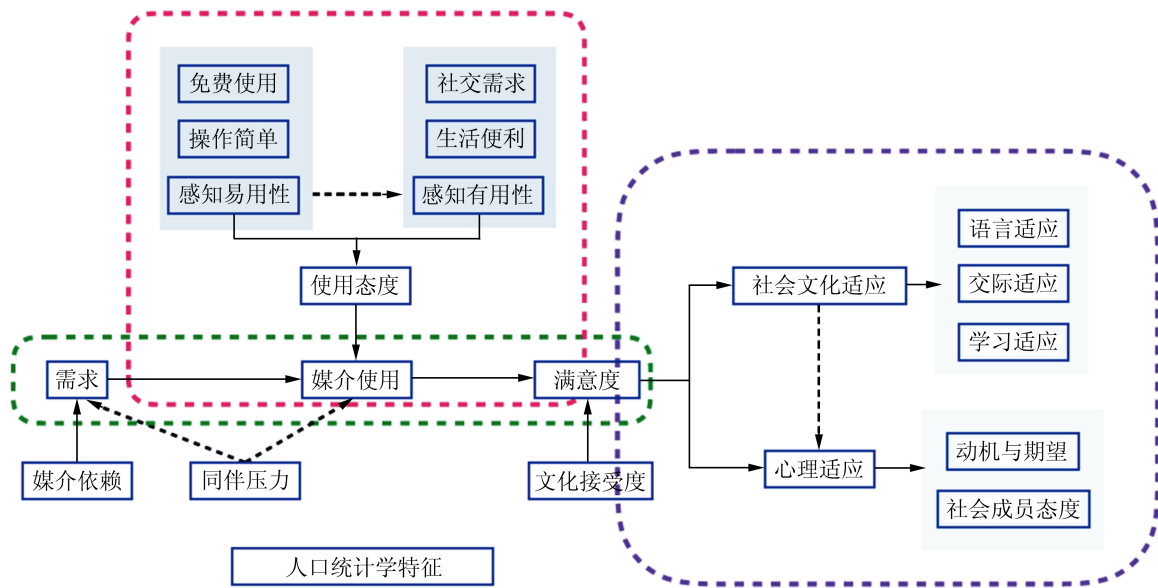 免费使用
社交需求
操作简单
生活便利
感知易用性
感知有用性
使用态度
语言适应
社会文化适应
交际适应
学习适应
需求
媒介使用
满意度
动机与期望
心理适应
媒介依赖
同伴压力
文化接受度
社会成员态度
人口统计学特征